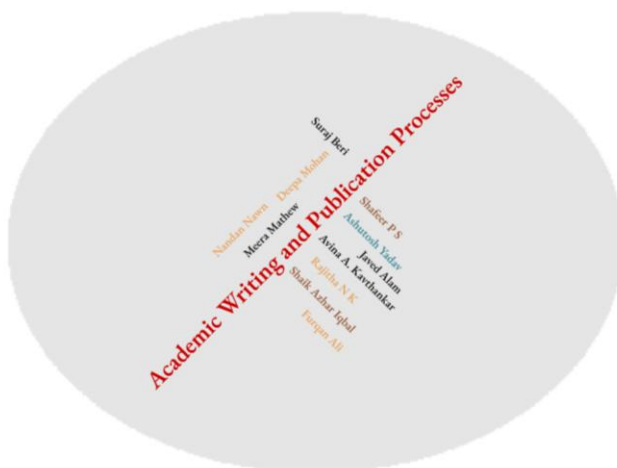 Suraj Beri
Deepa Mohan
Nandan Nawn
Meera Mathew
Academic Writing and Publication Processes
Shafeer P S
Ashutosh Yadav
Javed Alam
Avina A. Kavthankar
Rajitha N K
Shaik Azhar Iqbal
Furqan Ali